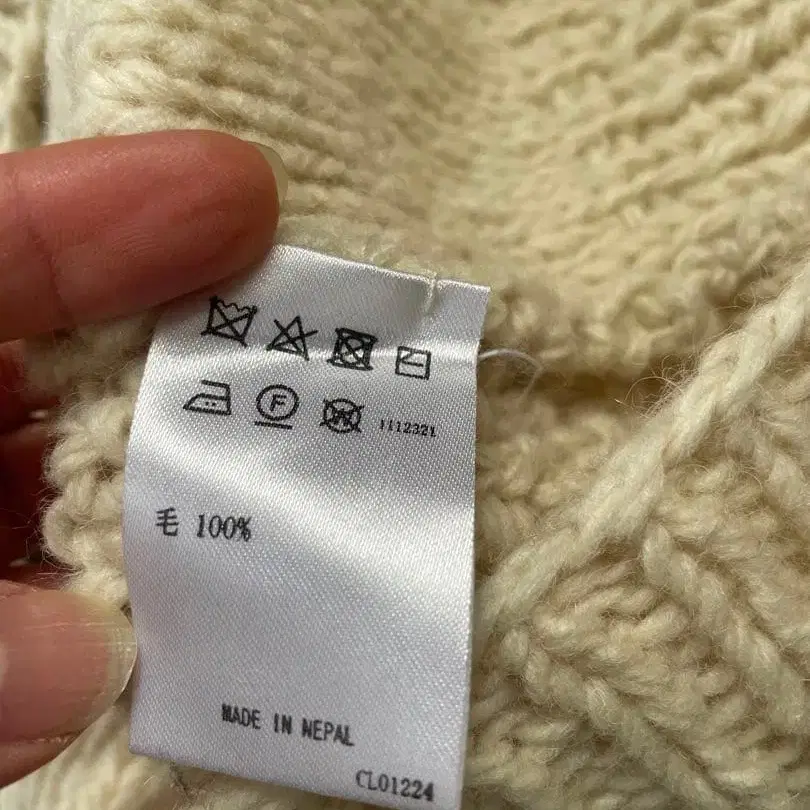 F W 1112321
毛 100%
MADE IN NEPAL
CL01224